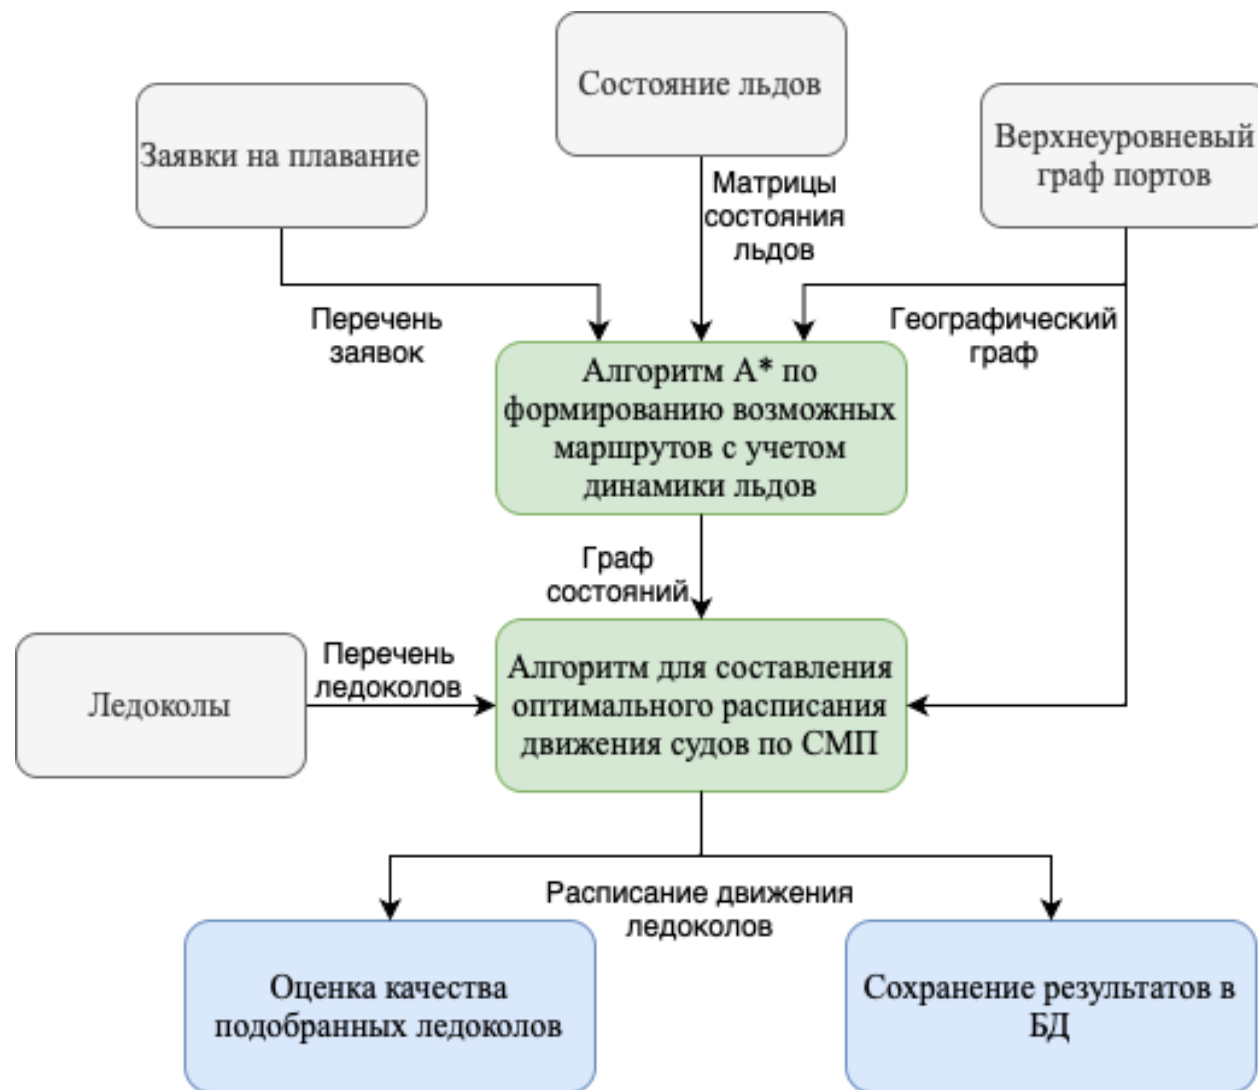 Состояние льдов
Заявки на плавание
Верхнеуровневый
граф портов
Матрицы
состояния
льдов
Перечень
заявок
Географический
граф
Алгоритм А* по
формированию возможных
маршрутов с учетом
динамики льдов
Граф
состояний
Ледоколы
Перечень
ледоколов
Алгоритм для составления
оптимального расписания
движения судов по СМП
Расписание движения
ледоколов
Оценка качества
подобранных ледоколов
Сохранение результатов в
БД